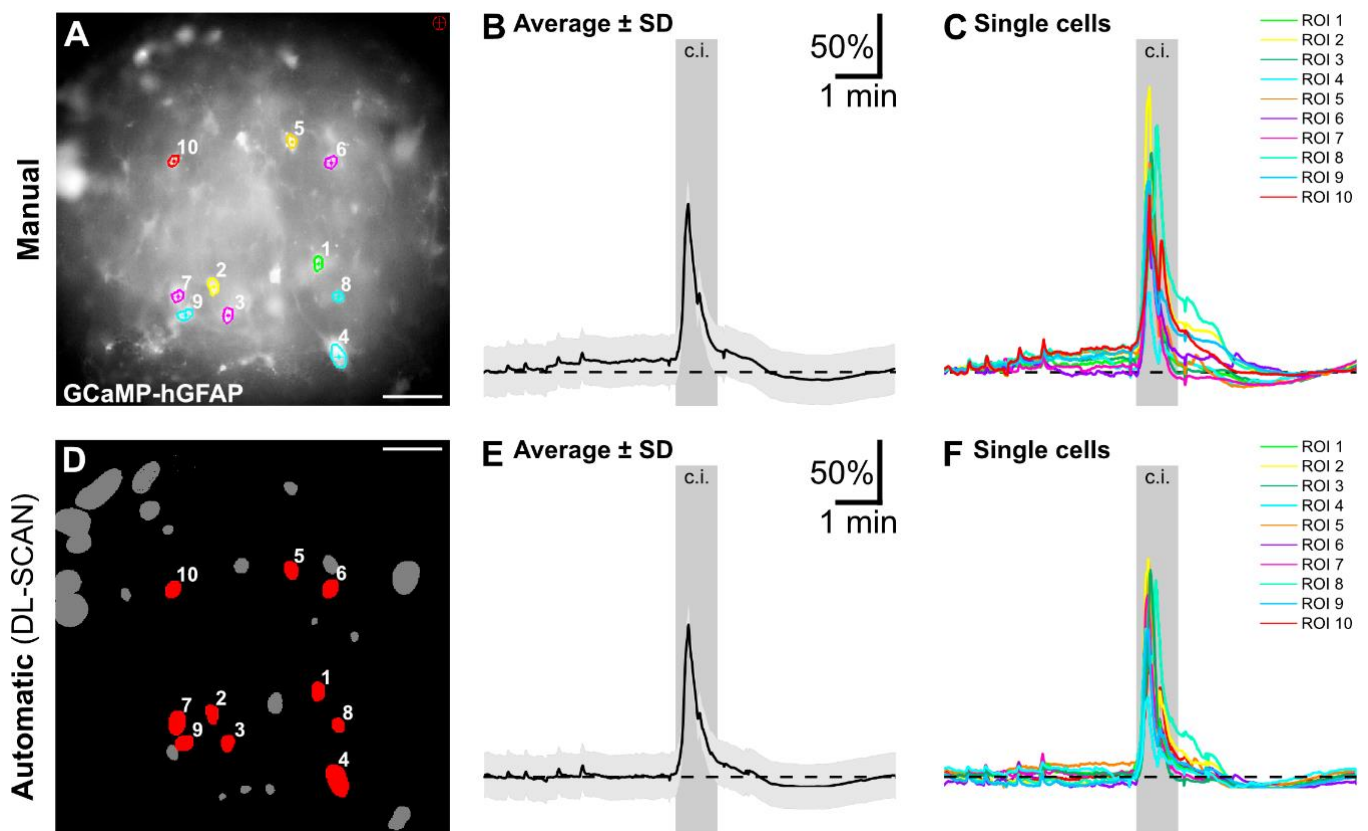 Manual
A
10
5
6
1
2
7
8
9
3
4
GCaMP-hGFAP
B Average ± SD
c.i.
50%
1 min
C Single cells
c.i.
ROI 1
ROI 2
ROI 3
ROI 4
ROI 5
ROI 6
ROI 7
ROI 8
ROI 9
ROI 10
Automatic (DL-SCAN)
D
5
10
6
1
2
7
8
9
3
4
E Average ± SD
c.i.
50%
1 min
F Single cells
c.i.
ROI 1
ROI 2
ROI 3
ROI 4
ROI 5
ROI 6
ROI 7
ROI 8
ROI 9
ROI 10